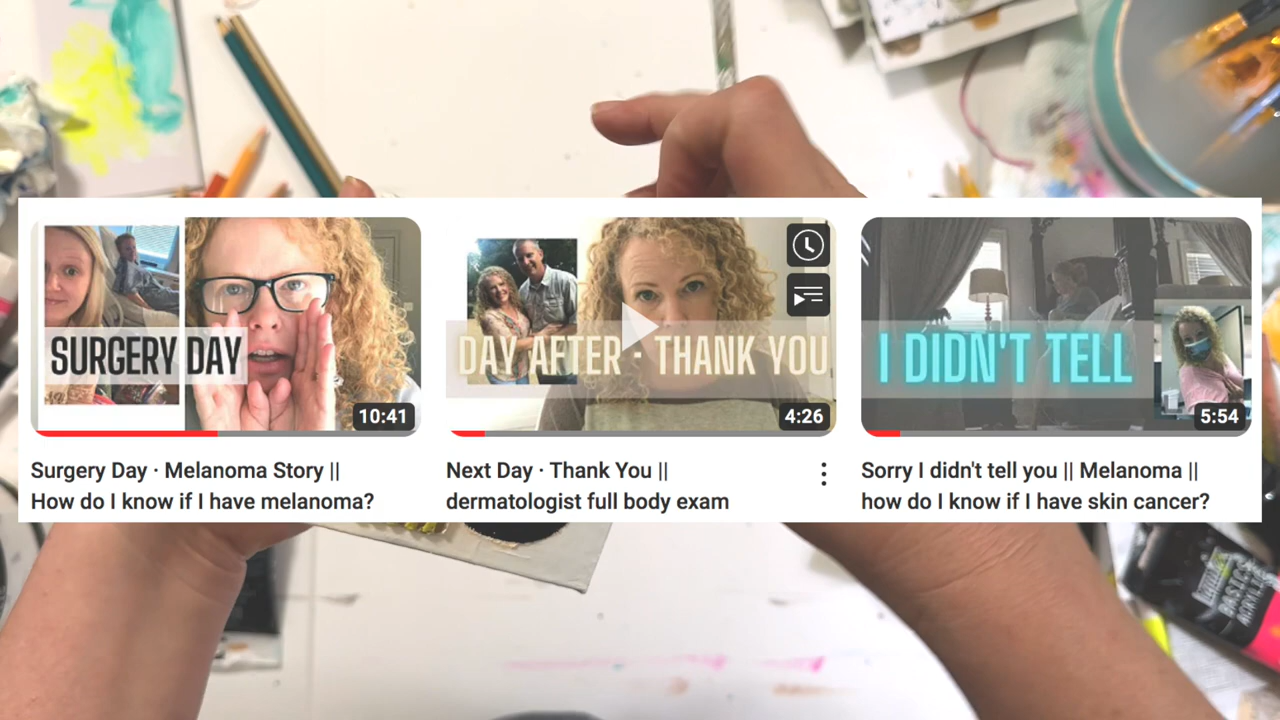 SURGERY DAY
10:41
Surgery Day · Melanoma Story ||
How do I know if I have melanoma?
DAY AFTER · THANK YOU
4:26
Next Day · Thank You ||
dermatologist full body exam
I DIDN'T TELL
5:54
Sorry I didn't tell you || Melanoma ||
how do I know if I have skin cancer?
BASICS
ACRYLIC